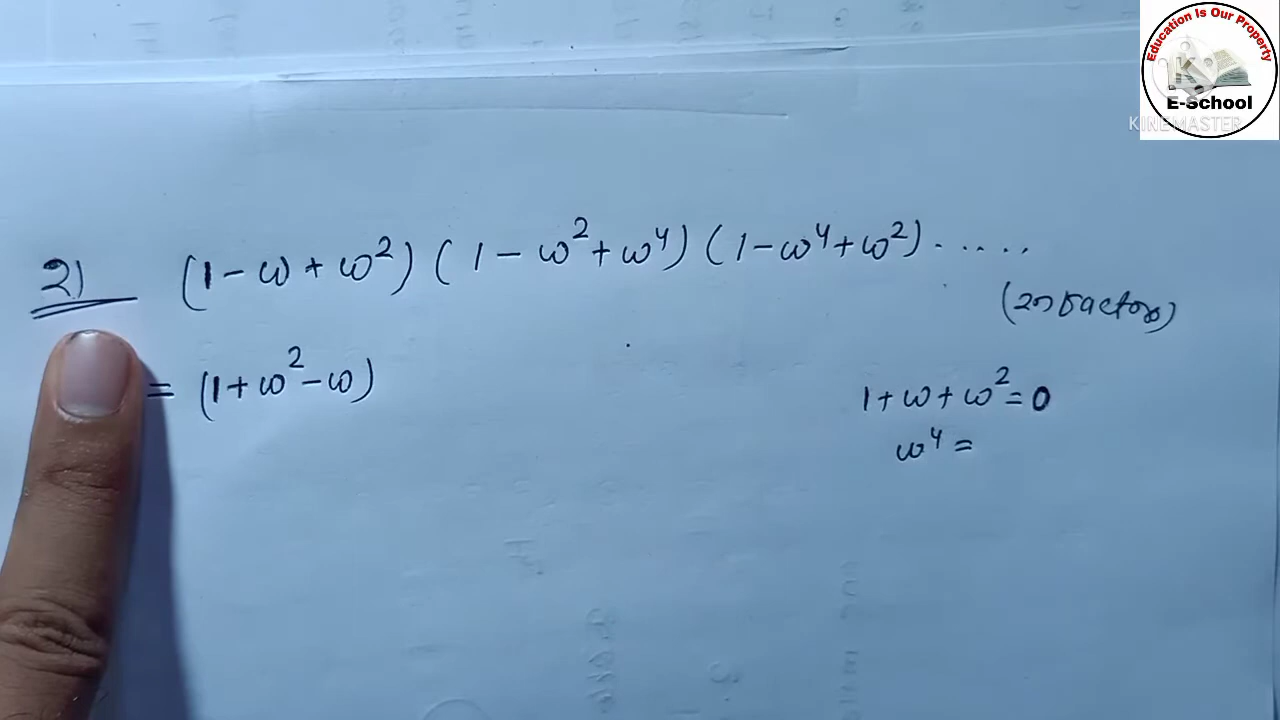 Education Is Our Property
E-School
KINEMASTER
2) (1 - ω + ω²) (1 - ω² + ω⁴) (1 - ω⁴ + ω²) .....
(2n factors)
= (1 + ω² - ω)
1 + ω + ω² = 0
ω⁴ =